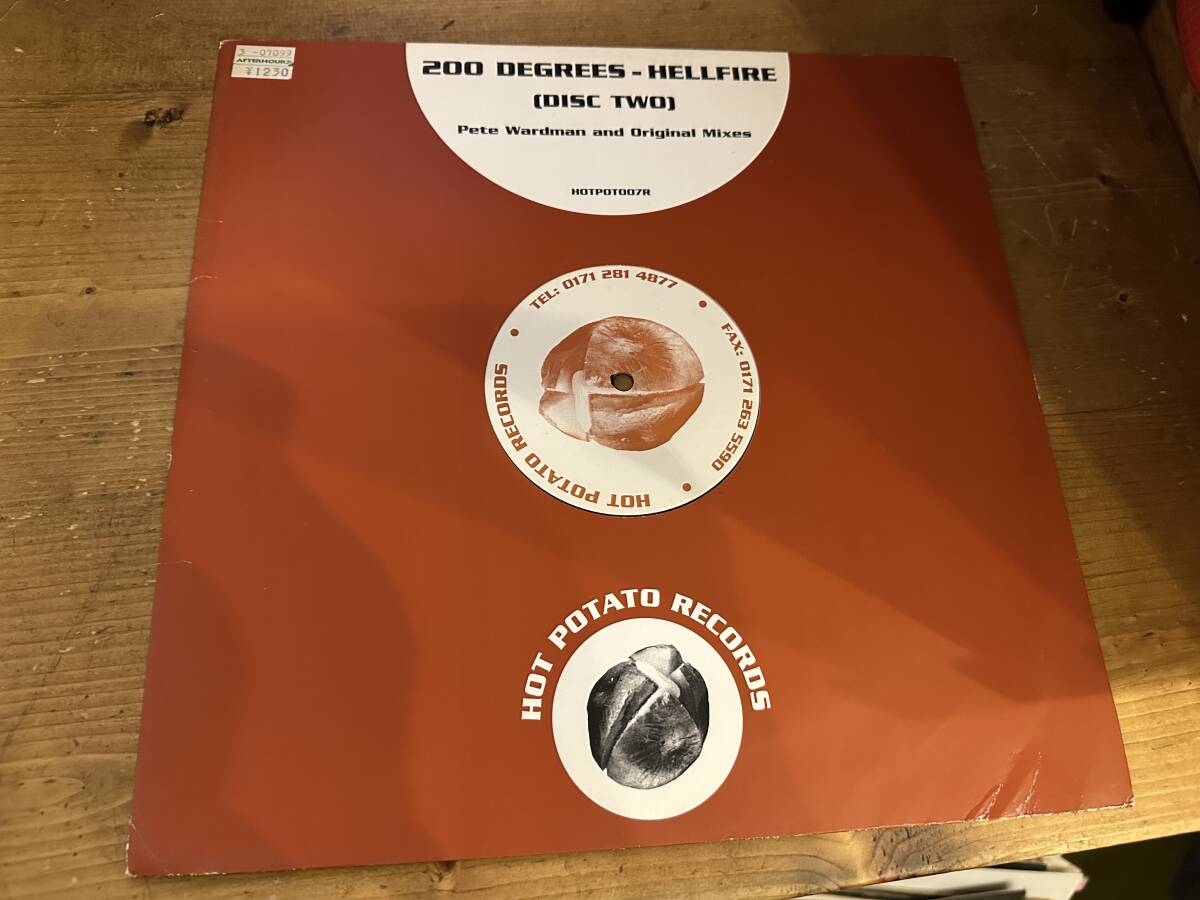 3 -07099
AFTERHOURS
¥1230
200 DEGREES - HELLFIRE
(DISC TWO)
Pete Wardman and Original Mixes
HOTPOT007R
TEL: 0171 281 4877
FAX: 0171 263 5590
HOT POTATO RECORDS
HOT POTATO RECORDS